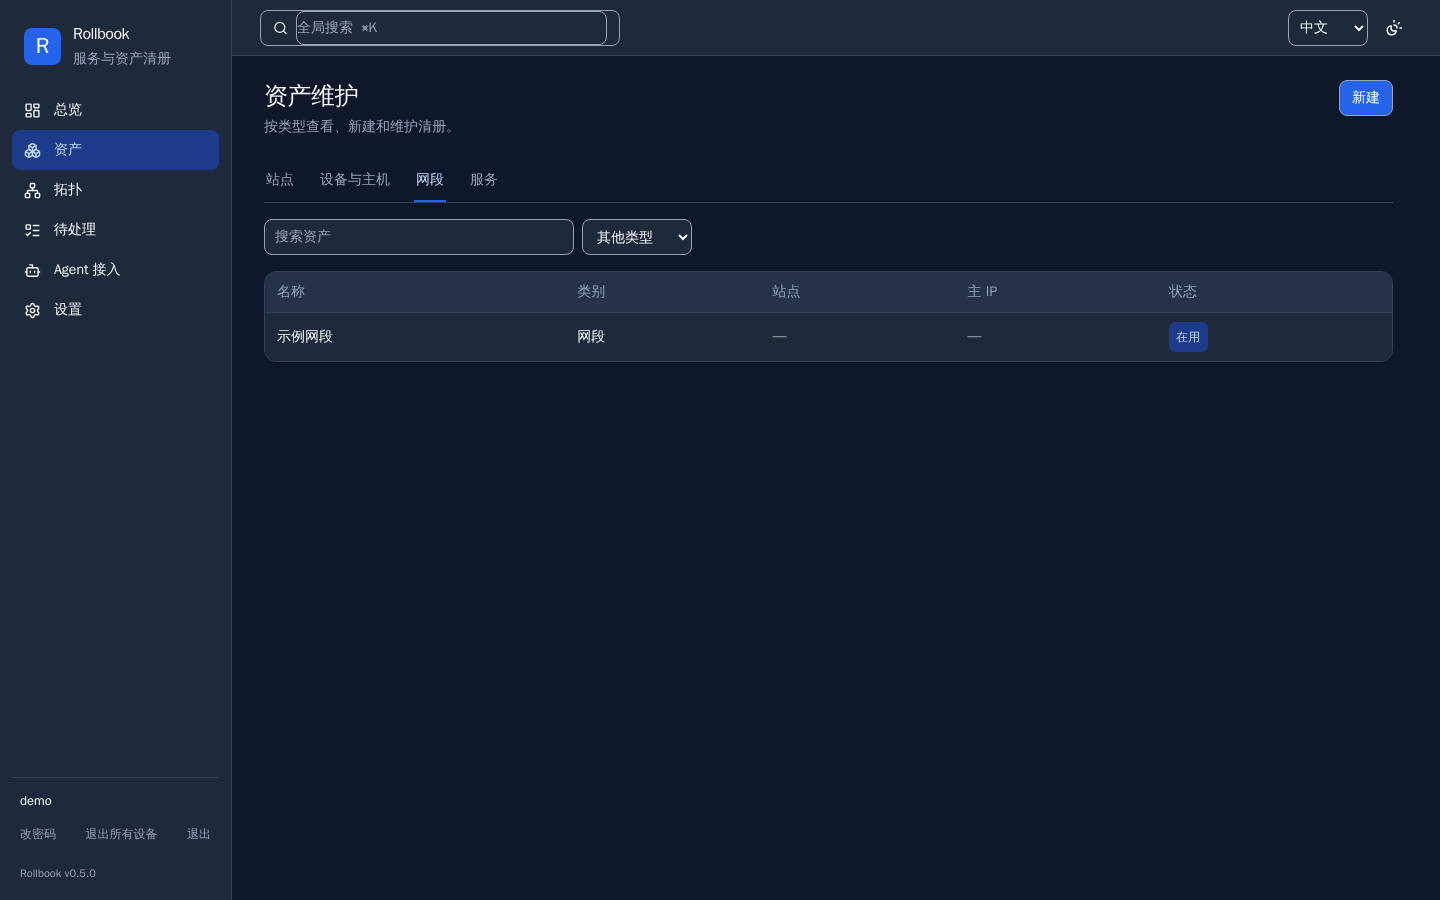 R
Rollbook
服务与资产清册
总览
资产
拓扑
待处理
Agent 接入
设置
demo
改密码 退出所有设备 退出
Rollbook v0.5.0
全局搜索 ⌘K
中文
资产维护
按类型查看、新建和维护清册。
新建
站点 设备与主机 网段 服务
搜索资产
其他类型
名称 类别 站点 主 IP 状态
示例网段 网段 — — 在用